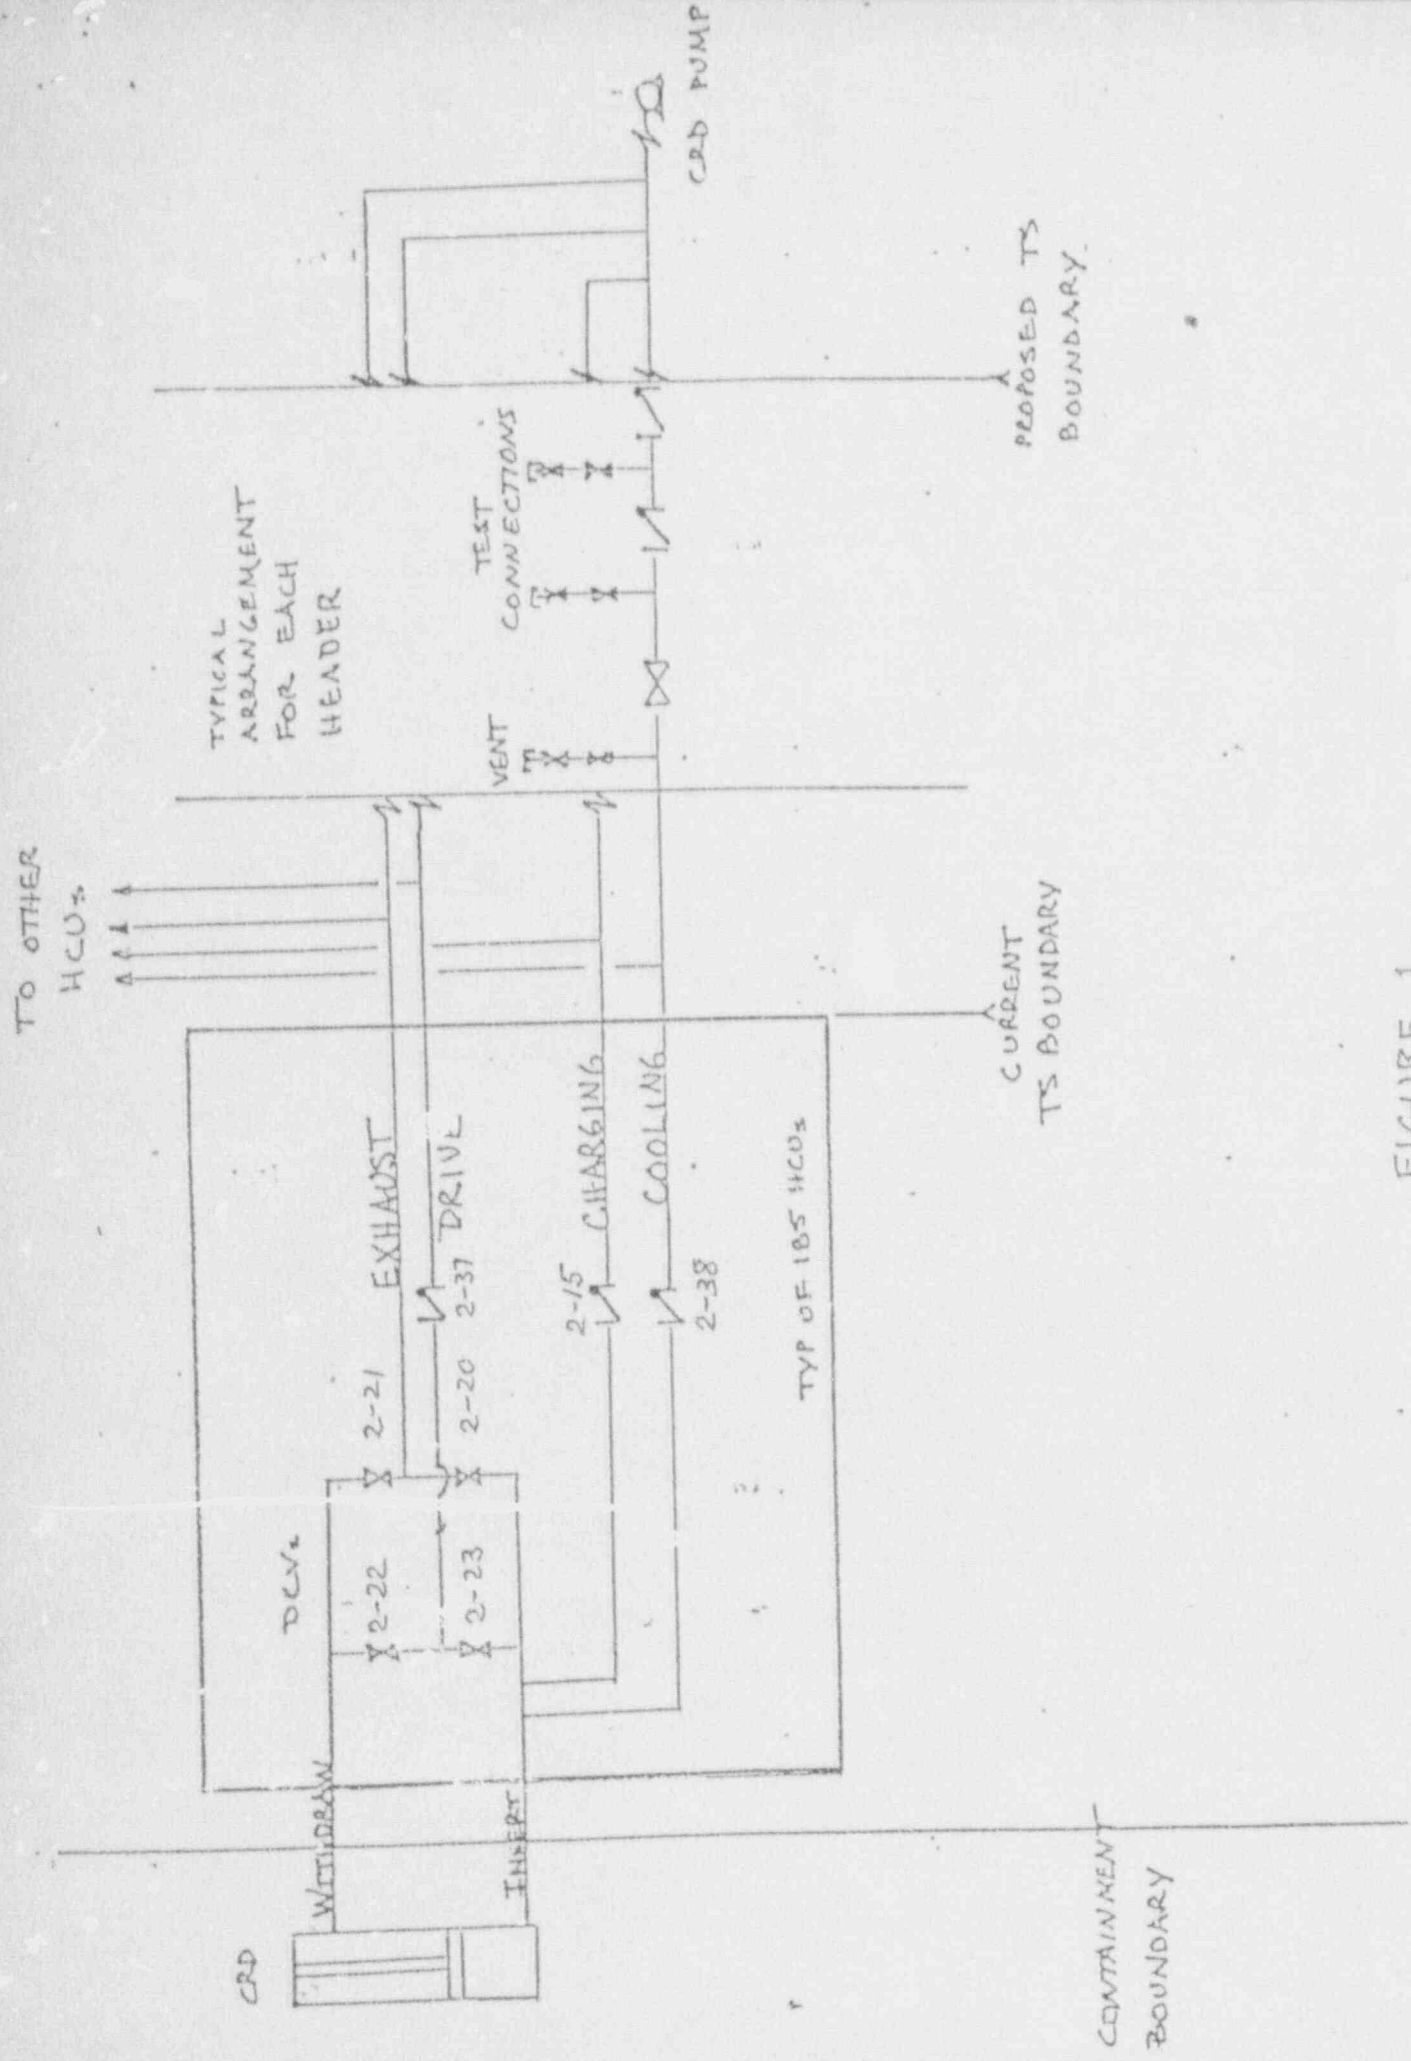 CRD
WITHDRAW
INSERT
CONTAINMENT
BOUNDARY
DCVs
2-22
2-23
2-21
2-20
EXHAUST
2-37 DRIVE
2-15
CHARGING
COOLING
2-38
TYP OF 185 HCUs
CURRENT
TS BOUNDARY
TO OTHER
HCUs
TYPICAL
ARRANGEMENT
FOR EACH
HEADER
VENT
TEST
CONNECTIONS
PROPOSED TS
BOUNDARY.
CRD PUMP
FIGURE 1